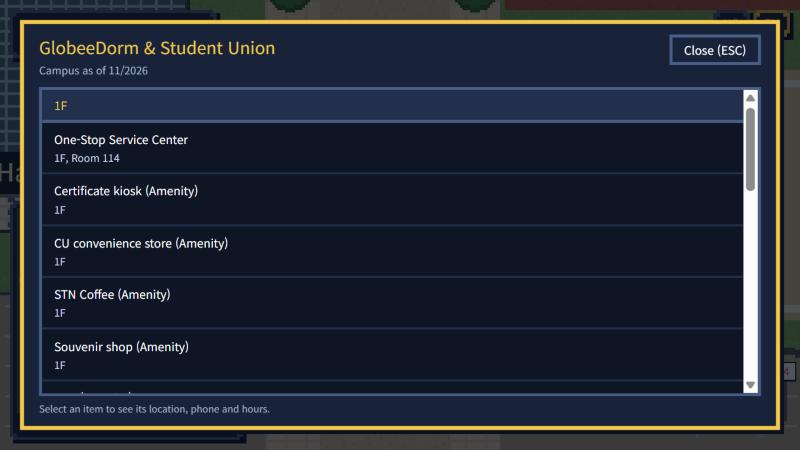 GlobeeDorm & Student Union
Close (ESC)
Campus as of 11/2026
1F
One-Stop Service Center
1F, Room 114
Certificate kiosk (Amenity)
1F
CU convenience store (Amenity)
1F
STN Coffee (Amenity)
1F
Souvenir shop (Amenity)
1F
Select an item to see its location, phone and hours.